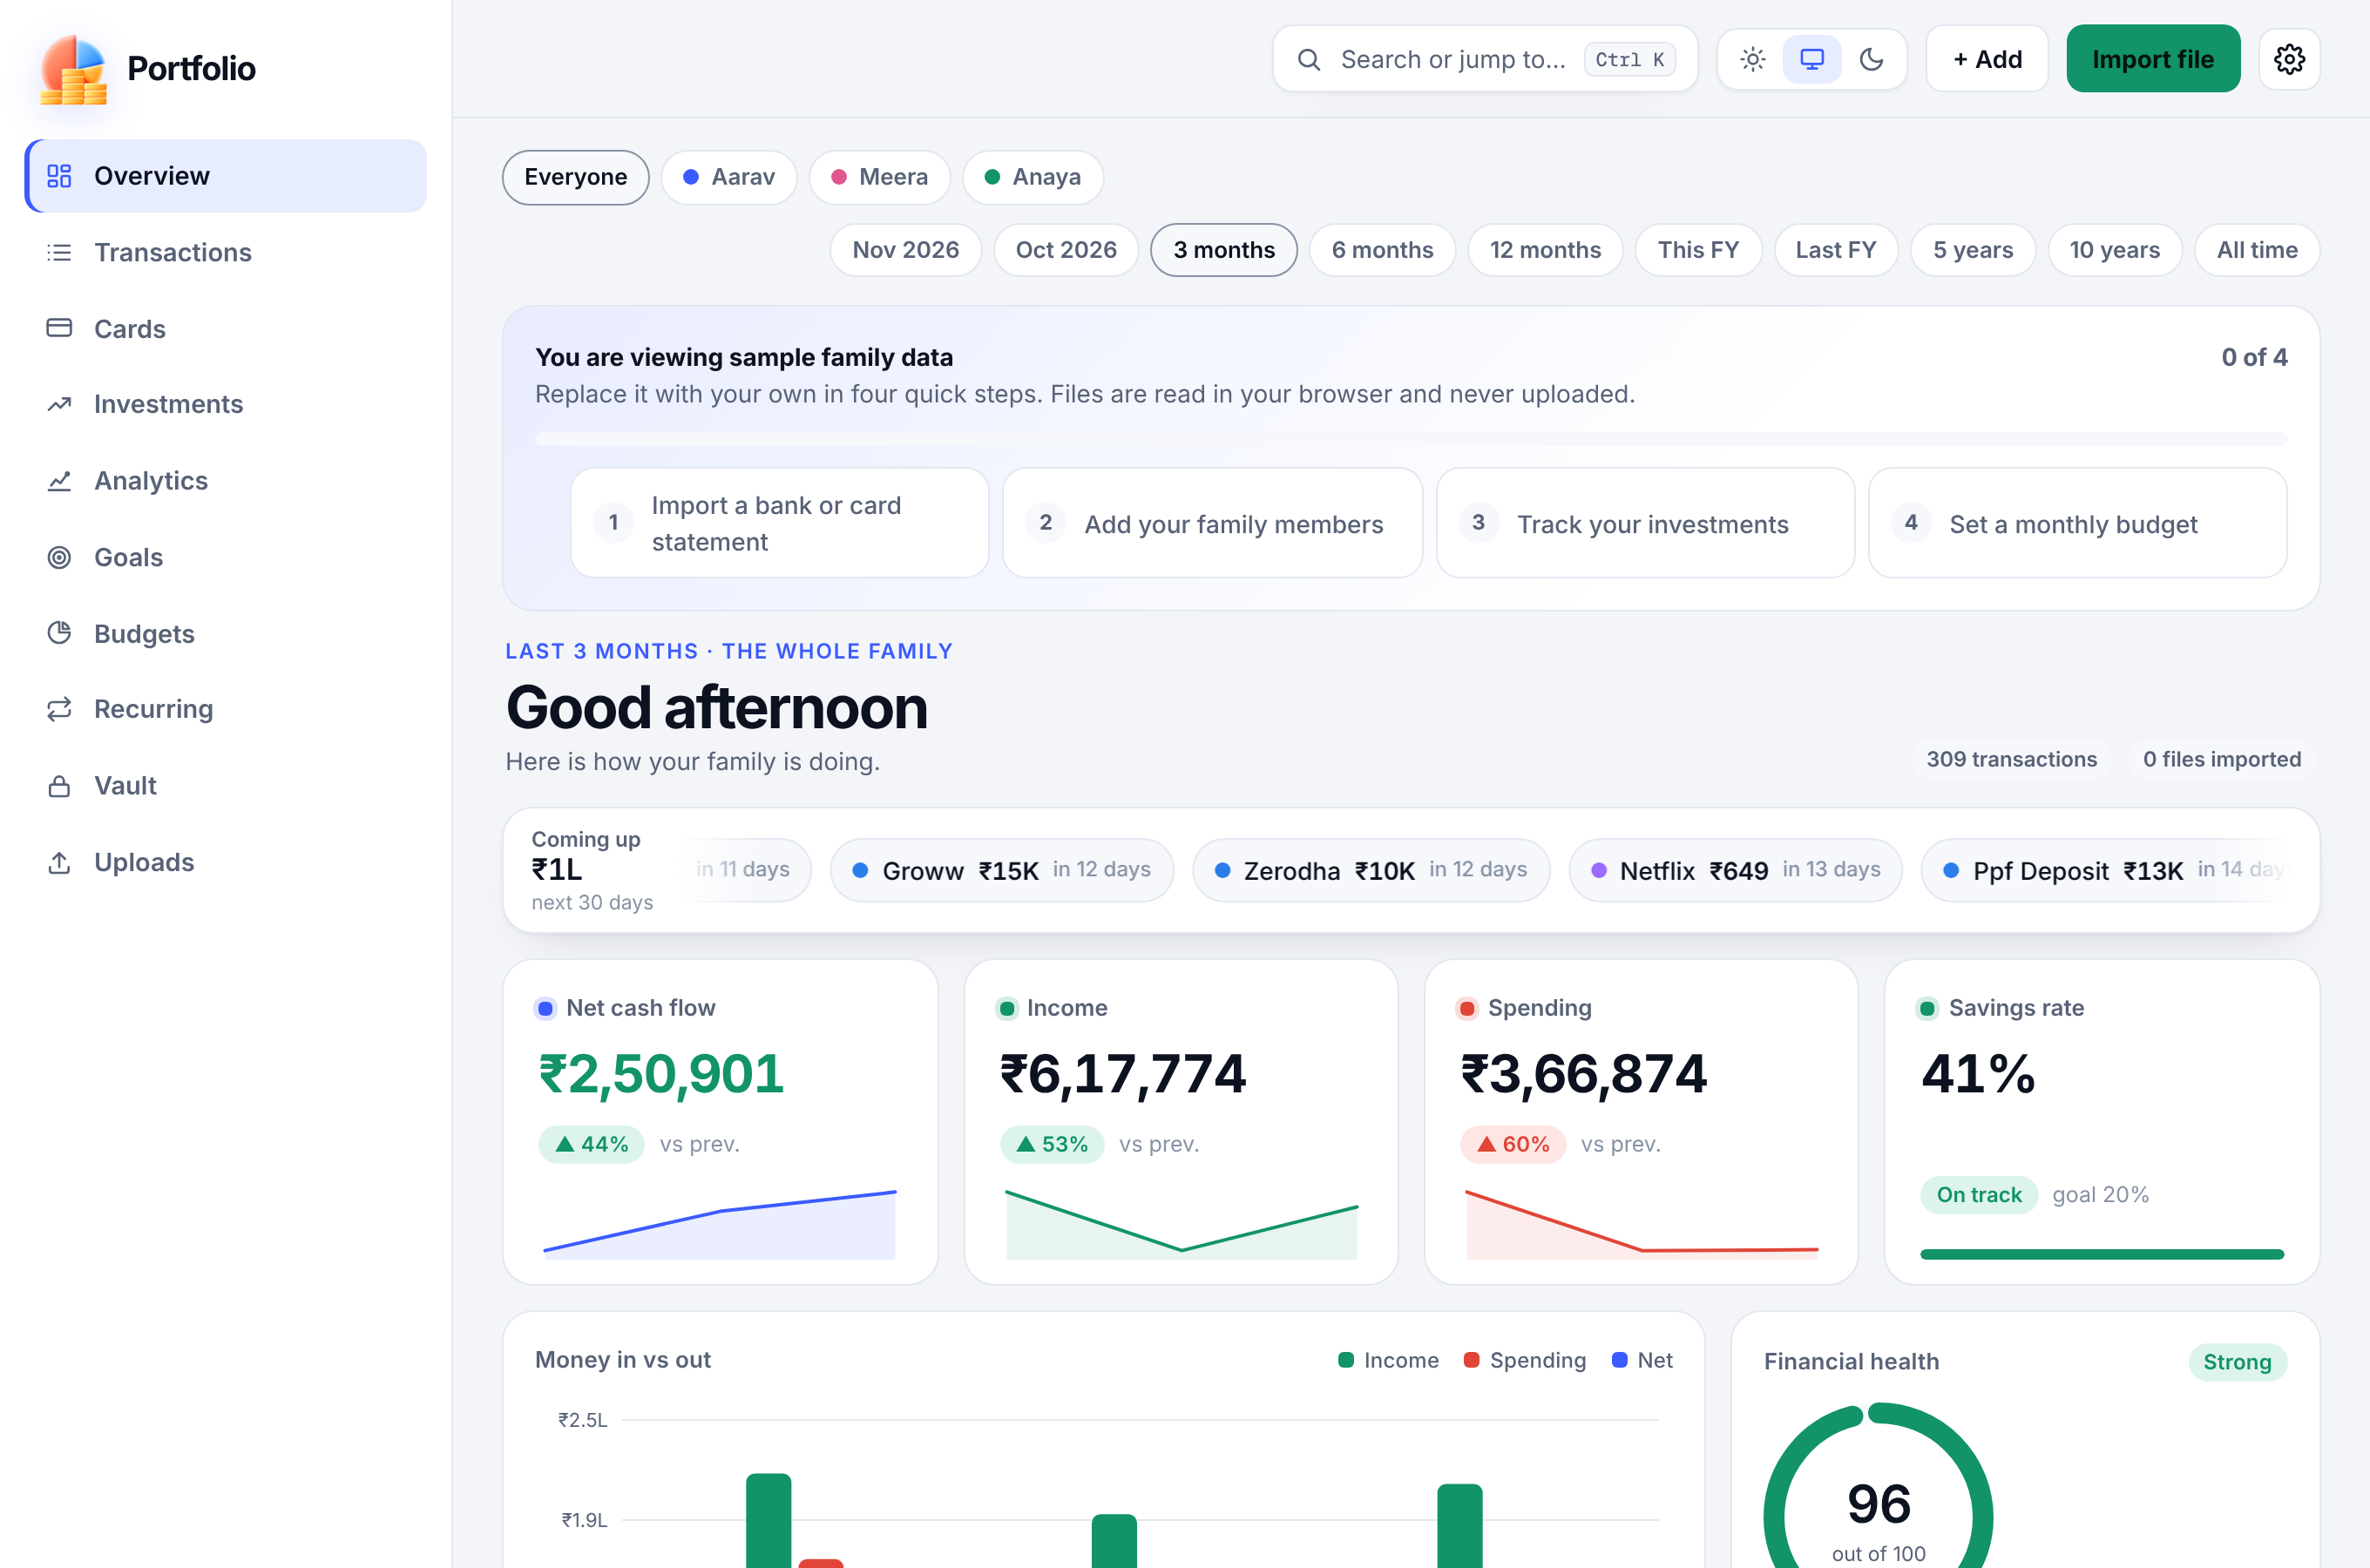 Portfolio
Search or jump to...
Ctrl K
+ Add
Import file
Overview
Transactions
Cards
Investments
Analytics
Goals
Budgets
Recurring
Vault
Uploads
Everyone
Aarav
Meera
Anaya
Nov 2026
Oct 2026
3 months
6 months
12 months
This FY
Last FY
5 years
10 years
All time
You are viewing sample family data
0 of 4
Replace it with your own in four quick steps. Files are read in your browser and never uploaded.
1
Import a bank or card
statement
2
Add your family members
3
Track your investments
4
Set a monthly budget
LAST 3 MONTHS · THE WHOLE FAMILY
Good afternoon
Here is how your family is doing.
309 transactions
0 files imported
Coming up
₹1L
next 30 days
in 11 days
Groww ₹15K in 12 days
Zerodha ₹10K in 12 days
Netflix ₹649 in 13 days
Ppf Deposit ₹13K in 14 day
Net cash flow
₹2,50,901
▲ 44% vs prev.
Income
₹6,17,774
▲ 53% vs prev.
Spending
₹3,66,874
▲ 60% vs prev.
Savings rate
41%
On track goal 20%
Money in vs out
Income
Spending
Net
₹2.5L
₹1.9L
Financial health
Strong
96
out of 100